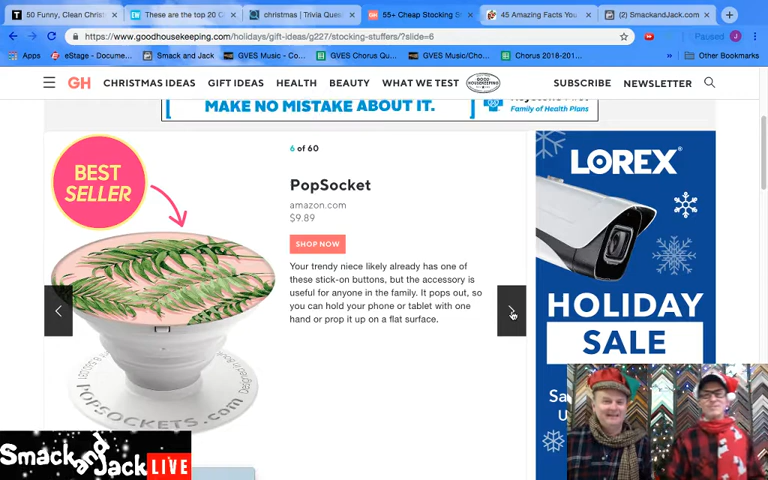 50 Funny, Clean Christ
These are the top 20 C
christmas | Trivia Ques
55+ Cheap Stocking S
45 Amazing Facts You
(2) SmackandJack.com
https://www.goodhousekeeping.com/holidays/gift-ideas/g227/stocking-stuffers/?slide=6
Paused
Apps
eStage - Docume...
Smack and Jack
GVES Music - Co...
GVES Chorus Qu...
GVES Music/Cho...
Chorus 2018-201...
Other Bookmarks
GH
CHRISTMAS IDEAS
GIFT IDEAS
HEALTH
BEAUTY
WHAT WE TEST
GOOD HOUSEKEEPING
SUBSCRIBE
NEWSLETTER
MAKE NO MISTAKE ABOUT IT.
Family of Health Plans
BEST
SELLER
6 of 60
PopSocket
amazon.com
$9.89
SHOP NOW
Your trendy niece likely already has one of
these stick-on buttons, but the accessory is
useful for anyone in the family. It pops out, so
you can hold your phone or tablet with one
hand or prop it up on a flat surface.
POPSOCKETS.com
LOREX®
HOLIDAY
SALE
Smack and Jack LIVE